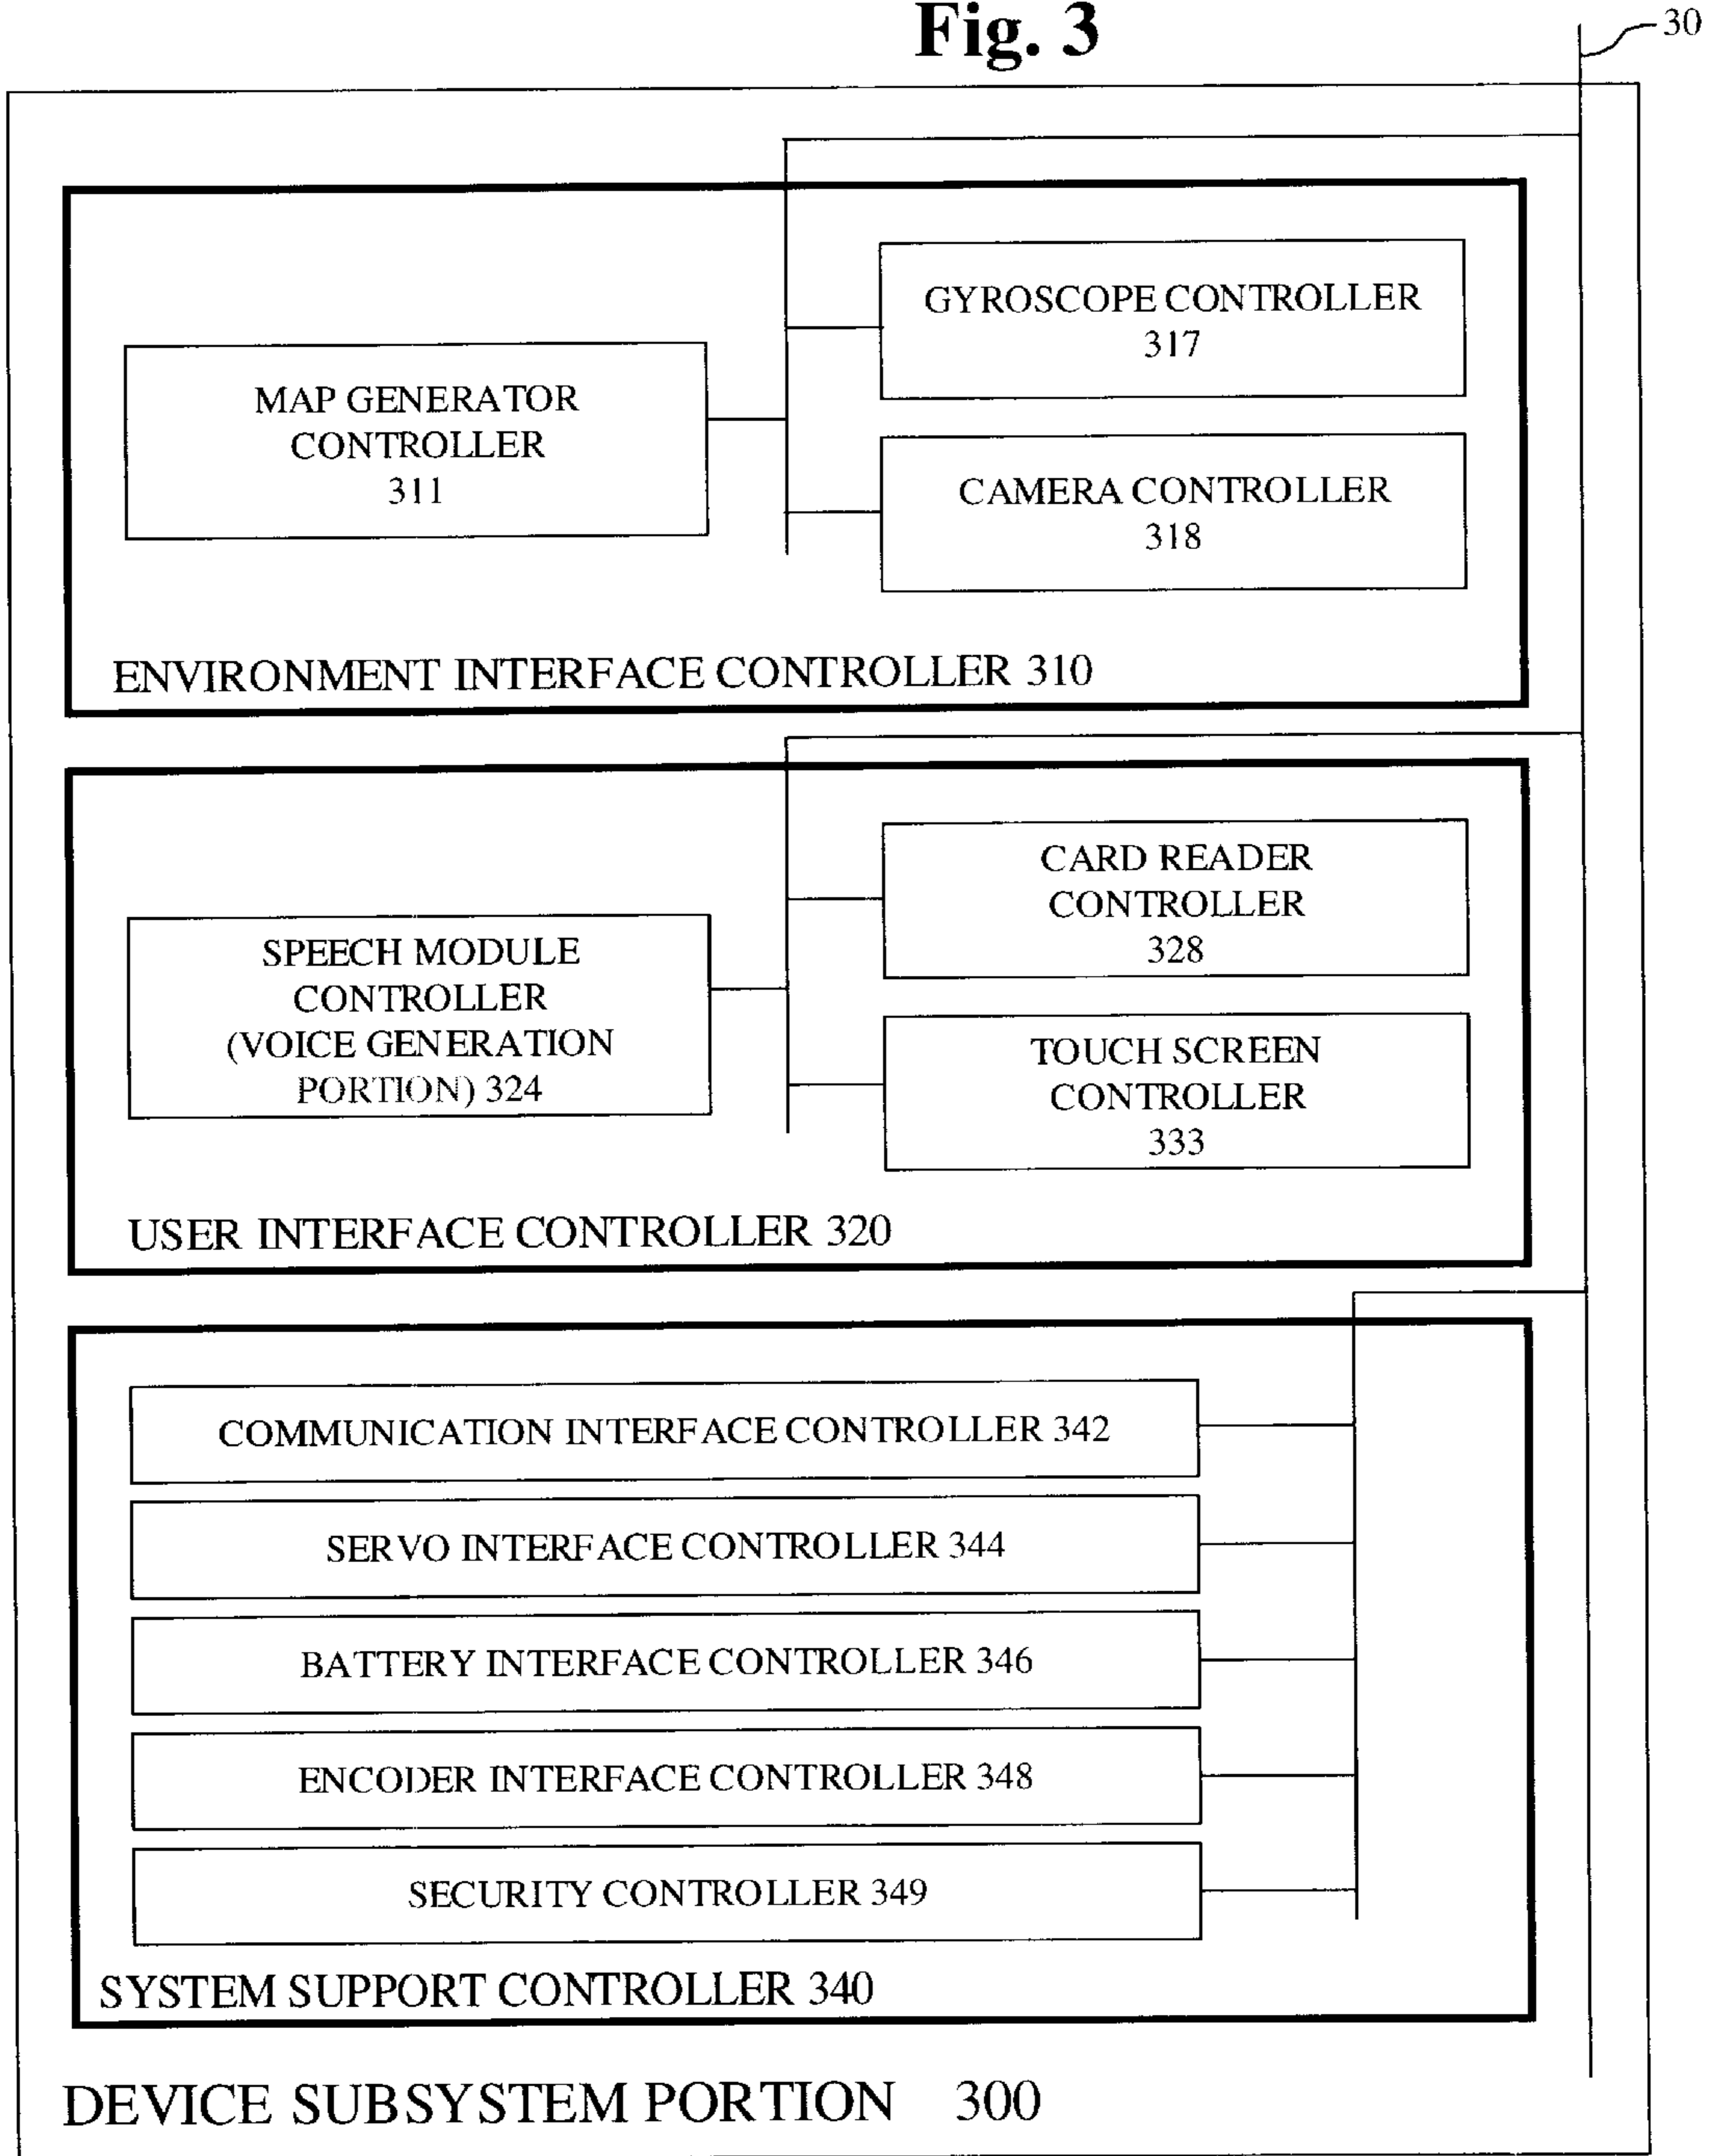 Fig. 3
30
GYROSCOPE CONTROLLER
317
MAP GENERATOR
CONTROLLER
311
CAMERA CONTROLLER
318
ENVIRONMENT INTERFACE CONTROLLER 310
CARD READER
CONTROLLER
328
SPEECH MODULE
CONTROLLER
(VOICE GENERATION
PORTION) 324
TOUCH SCREEN
CONTROLLER
333
USER INTERFACE CONTROLLER 320
COMMUNICATION INTERFACE CONTROLLER 342
SERVO INTERFACE CONTROLLER 344
BATTERY INTERFACE CONTROLLER 346
ENCODER INTERFACE CONTROLLER 348
SECURITY CONTROLLER 349
SYSTEM SUPPORT CONTROLLER 340
DEVICE SUBSYSTEM PORTION 300